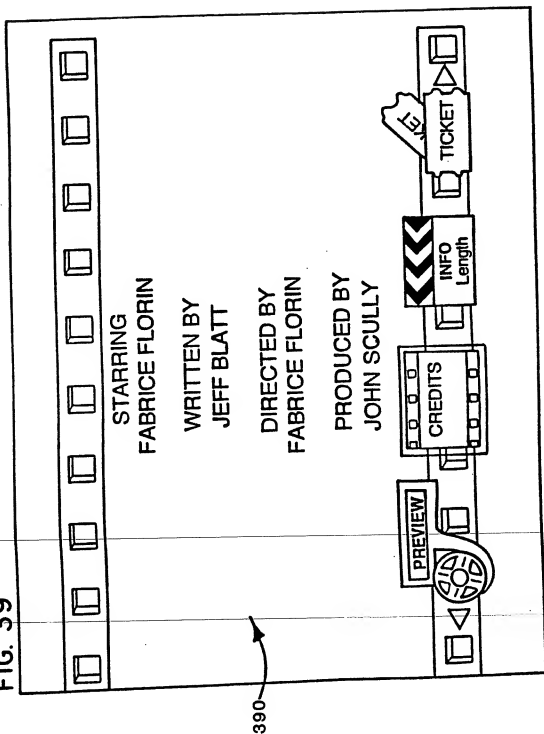 FIG. 39
STARRING
FABRICE FLORIN
WRITTEN BY
JEFF BLATT
DIRECTED BY
FABRICE FLORIN
PRODUCED BY
JOHN SCULLY
PREVIEW
CREDITS
INFO
Length
KET
TICKET
390